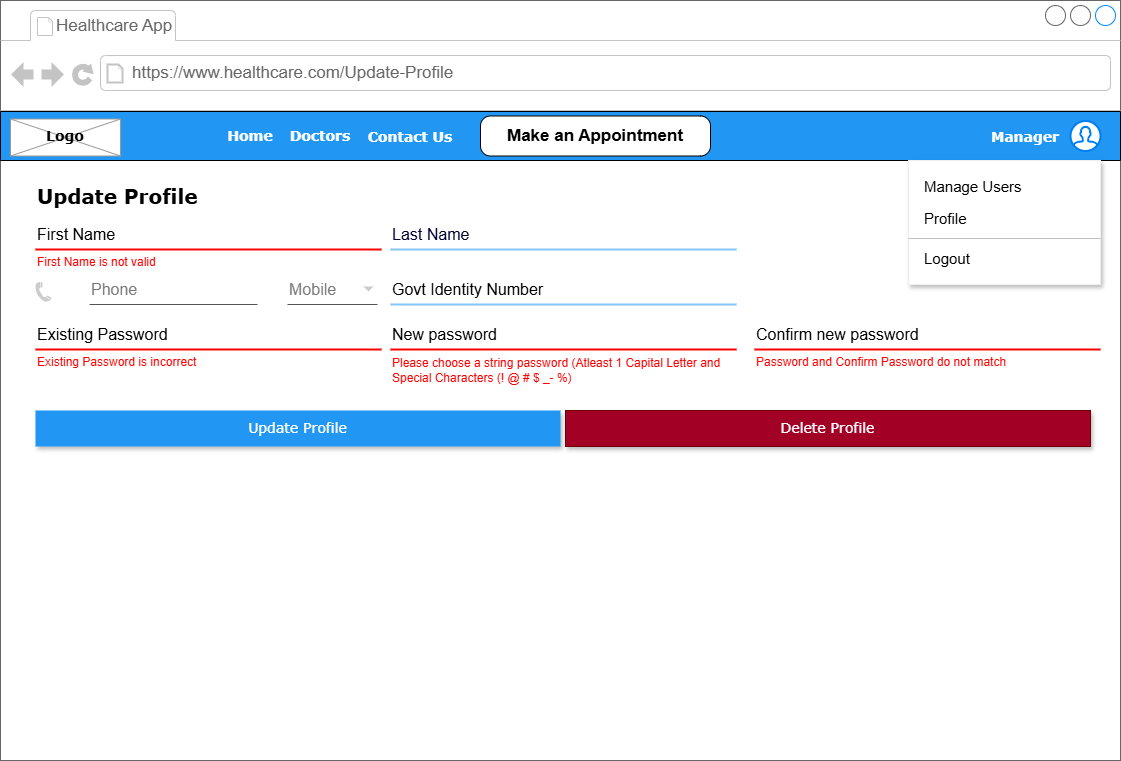 Healthcare App
https://www.healthcare.com/Update-Profile
Logo
Home
Doctors
Contact Us
Make an Appointment
Manager
Manage Users
Profile
Logout
Update Profile
First Name
Last Name
First Name is not valid
Phone
Mobile
Govt Identity Number
Existing Password
New password
Confirm new password
Existing Password is incorrect
Please choose a string password (Atleast 1 Capital Letter and
Special Characters (! @ # $ _- %)
Password and Confirm Password do not match
Update Profile
Delete Profile